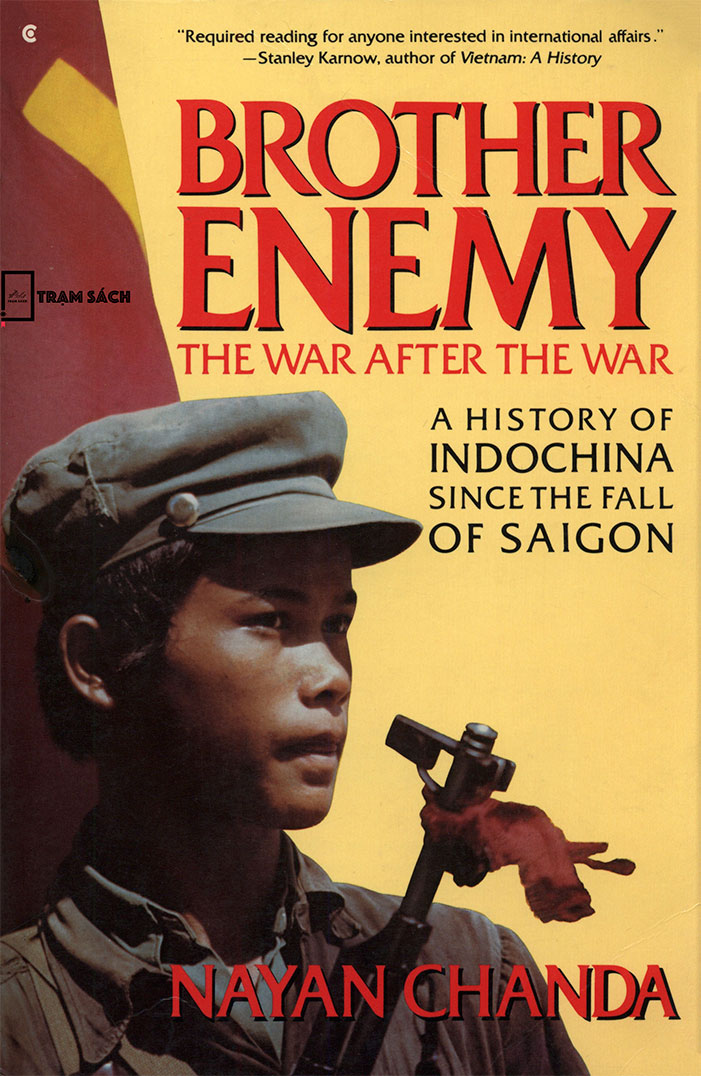 “Required reading for anyone interested in international affairs.”
—Stanley Karnow, author of Vietnam: A History
BROTHER
ENEMY
THE WAR AFTER THE WAR
TRẠM SÁCH
A HISTORY OF
INDOCHINA
SINCE THE FALL
OF SAIGON
NAYAN CHANDA